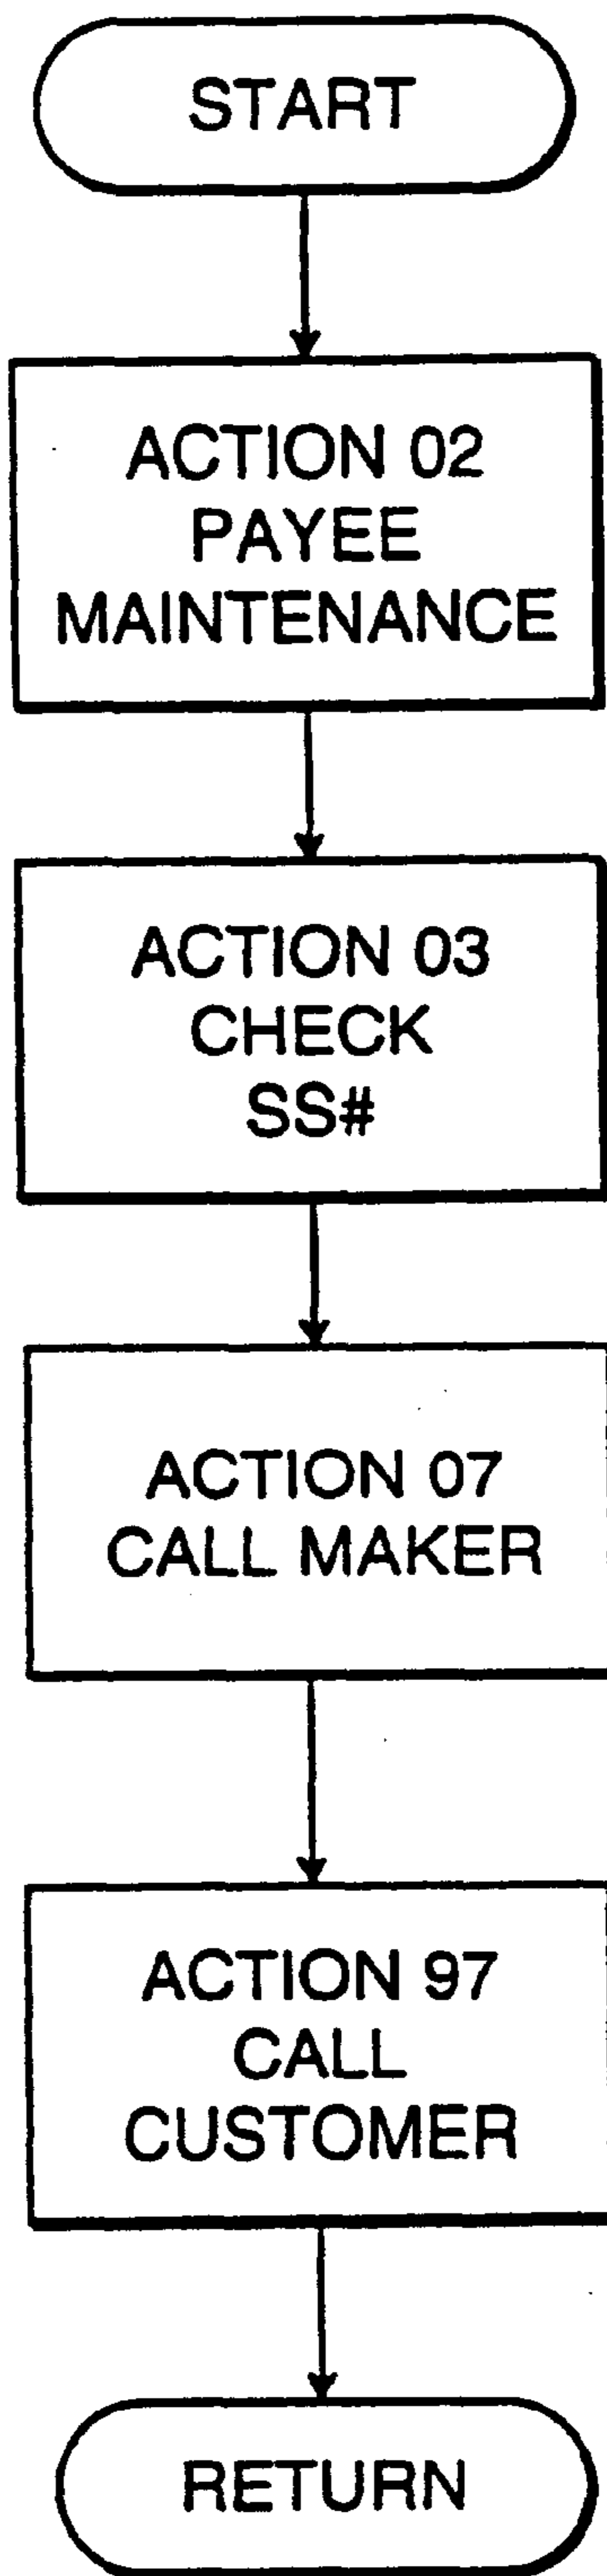 START
ACTION 02
PAYEE
MAINTENANCE
ACTION 03
CHECK
SS#
ACTION 07
CALL MAKER
ACTION 97
CALL
CUSTOMER
RETURN